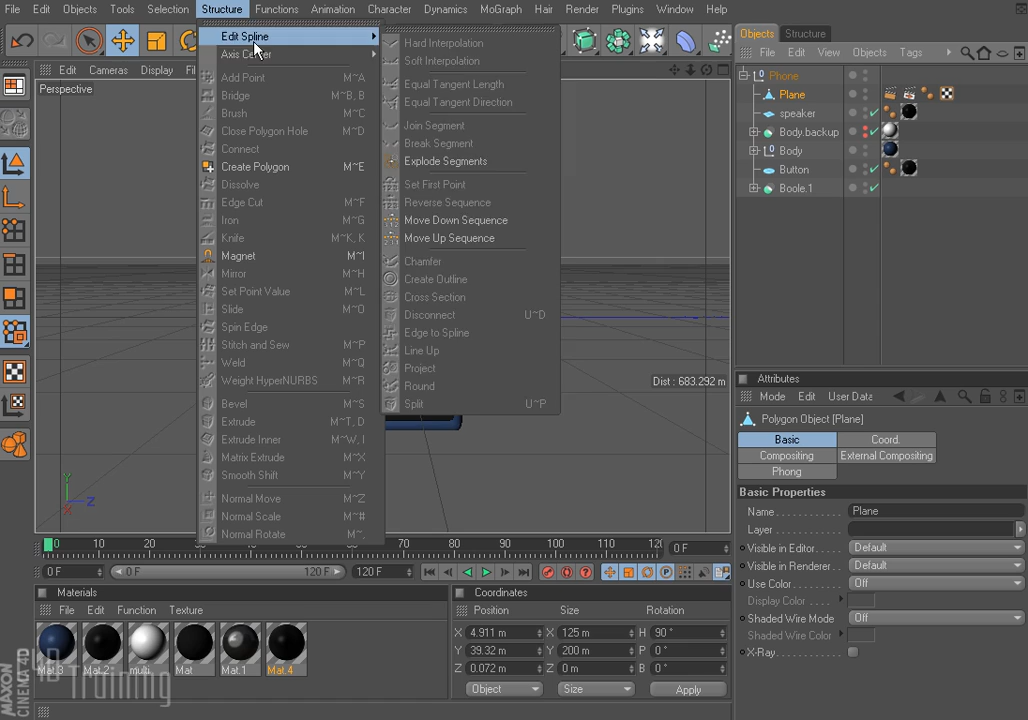 File Edit Objects Tools Selection Structure Functions Animation Character Dynamics MoGraph Hair Render Plugins Window Help
Edit Cameras Display
Perspective
Edit Spline
Axis Center
Add Point M~A
Bridge M~B, B
Brush M~C
Close Polygon Hole M~D
Connect
Create Polygon M~E
Dissolve
Edge Cut M~F
Iron M~G
Knife M~K, K
Magnet M~I
Mirror M~H
Set Point Value M~L
Slide M~O
Spin Edge
Stitch and Sew M~P
Weld M~Q
Weight HyperNURBS M~R
Bevel M~S
Extrude M~T, D
Extrude Inner M~W, I
Matrix Extrude M~X
Smooth Shift M~Y
Normal Move M~Z
Normal Scale M~#
Normal Rotate M~,
Hard Interpolation
Soft Interpolation
Equal Tangent Length
Equal Tangent Direction
Join Segment
Break Segment
Explode Segments
Set First Point
Reverse Sequence
Move Down Sequence
Move Up Sequence
Chamfer
Create Outline
Cross Section
Disconnect U~D
Edge to Spline
Line Up
Project
Round
Split U~P
Dist : 683.292 m
Y
Z
X
0 10 20 70 80 90 100 110 0 F
0 F 0 F 120 F 120 F
Objects Structure
File Edit View Objects Tags
Phone
Plane
speaker
Body.backup
Body
Button
Boole.1
Attributes
Mode Edit User Data
Polygon Object [Plane]
Basic Coord.
Compositing External Compositing
Phong
Basic Properties
Name Plane
Layer
Visible in Editor Default
Visible in Renderer Default
Use Color Off
Display Color
Shaded Wire Mode Off
Shaded Wire Color
X-Ray
Materials
File Edit Function Texture
Mat.3 Mat.2 multi Mat Mat.1 Mat.4
Training
MAXON
CINEMA 4D
Coordinates
Position Size Rotation
X 4.911 m X 125 m H 90 °
Y 39.32 m Y 200 m P 0 °
Z 0.072 m Z 0 m B 0 °
Object Size Apply